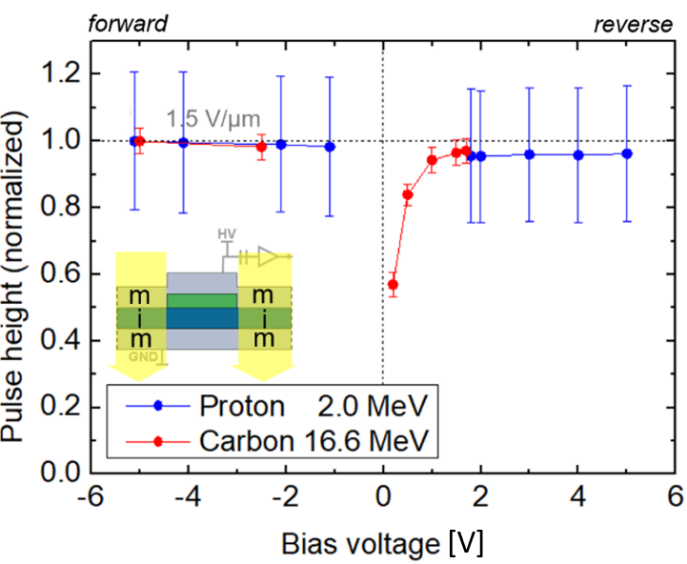 forward
reverse
1.2
1.0
0.8
0.6
0.4
0.2
0.0
Pulse height (normalized)
1.5 V/µm
HV
m
i
m
m
i
m
GND
Proton 2.0 MeV
Carbon 16.6 MeV
-6
-4
-2
0
2
4
6
Bias voltage [V]